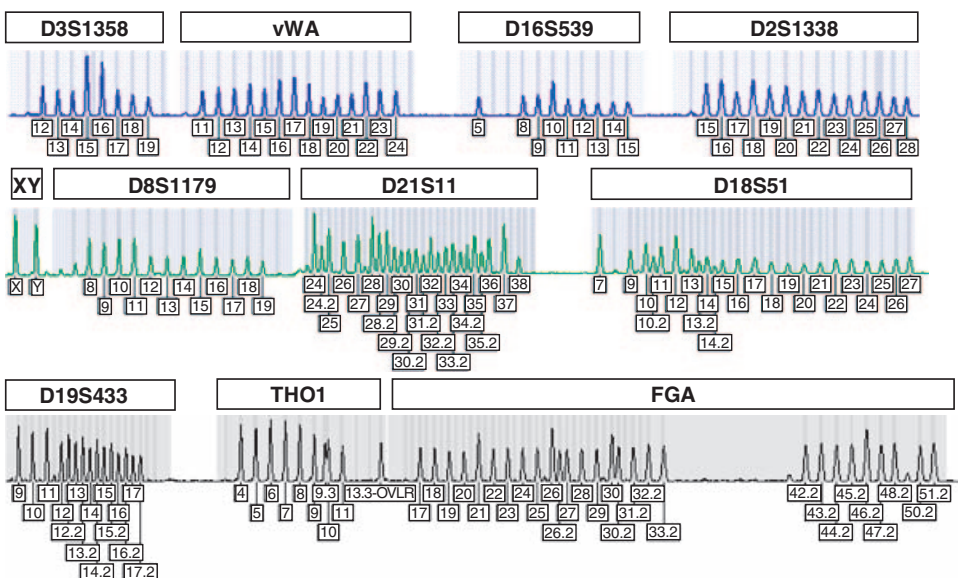 D3S1358 vWA D16S539 D2S1338
12 14 16 18 11 13 15 17 19 21 23 5 8 10 12 14 15 17 19 21 23 25 27
13 15 17 19 12 14 16 18 20 22 24 9 11 13 15 16 18 20 22 24 26 28
XY D8S1179 D21S11 D18S51
X Y 8 10 12 14 16 18 24 26 28 30 32 34 36 38 7 9 11 13 15 17 19 21 23 25 27
9 11 13 15 17 19 24.2 27 29 31 33 35 37 10 12 14 16 18 20 22 24 26
25 28.2 31.2 34.2 10.2 13.2
29.2 32.2 35.2 14.2
30.2 33.2
D19S433 THO1 FGA
9 11 13 15 17 4 6 8 9.3 13.3-OVLR 18 20 22 24 26 28 30 32.2 42.2 45.2 48.2 51.2
10 12 14 16 5 7 9 11 17 19 21 23 25 27 29 31.2 43.2 46.2 50.2
12.2 15.2 10 26.2 30.2 33.2 44.2 47.2
13.2 16.2
14.2 17.2